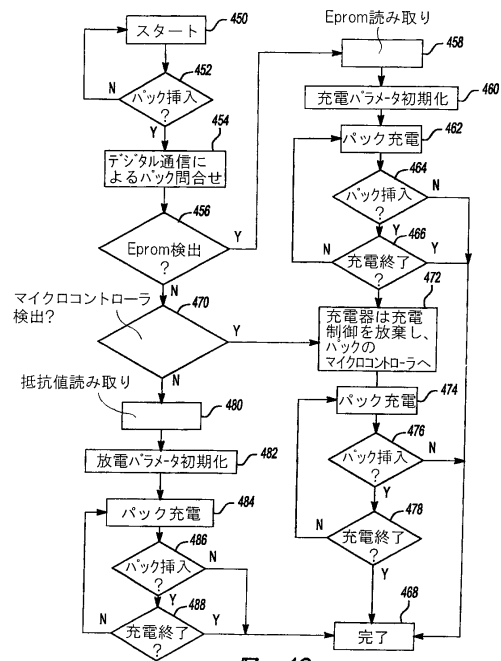 450
スタート
452
N
パック挿入
?
Y
454
デジタル通信に
よるパック問合せ
456
Eprom検出
?
Y
N
マイクロコントローラ
検出?
470
Y
N
抵抗値読み取り
480
放電パラメータ初期化
482
484
パック充電
486
パック挿入
?
N
Y
488
N
充電終了
?
Y
Eprom読み取り
458
460
充電パラメータ初期化
462
パック充電
464
パック挿入
?
N
Y
466
N
充電終了
?
Y
472
充電器は充電
制御を放棄し、
パックの
マイクロコントローラへ
474
パック充電
476
パック挿入
?
N
Y
478
N
充電終了
?
Y
468
完了